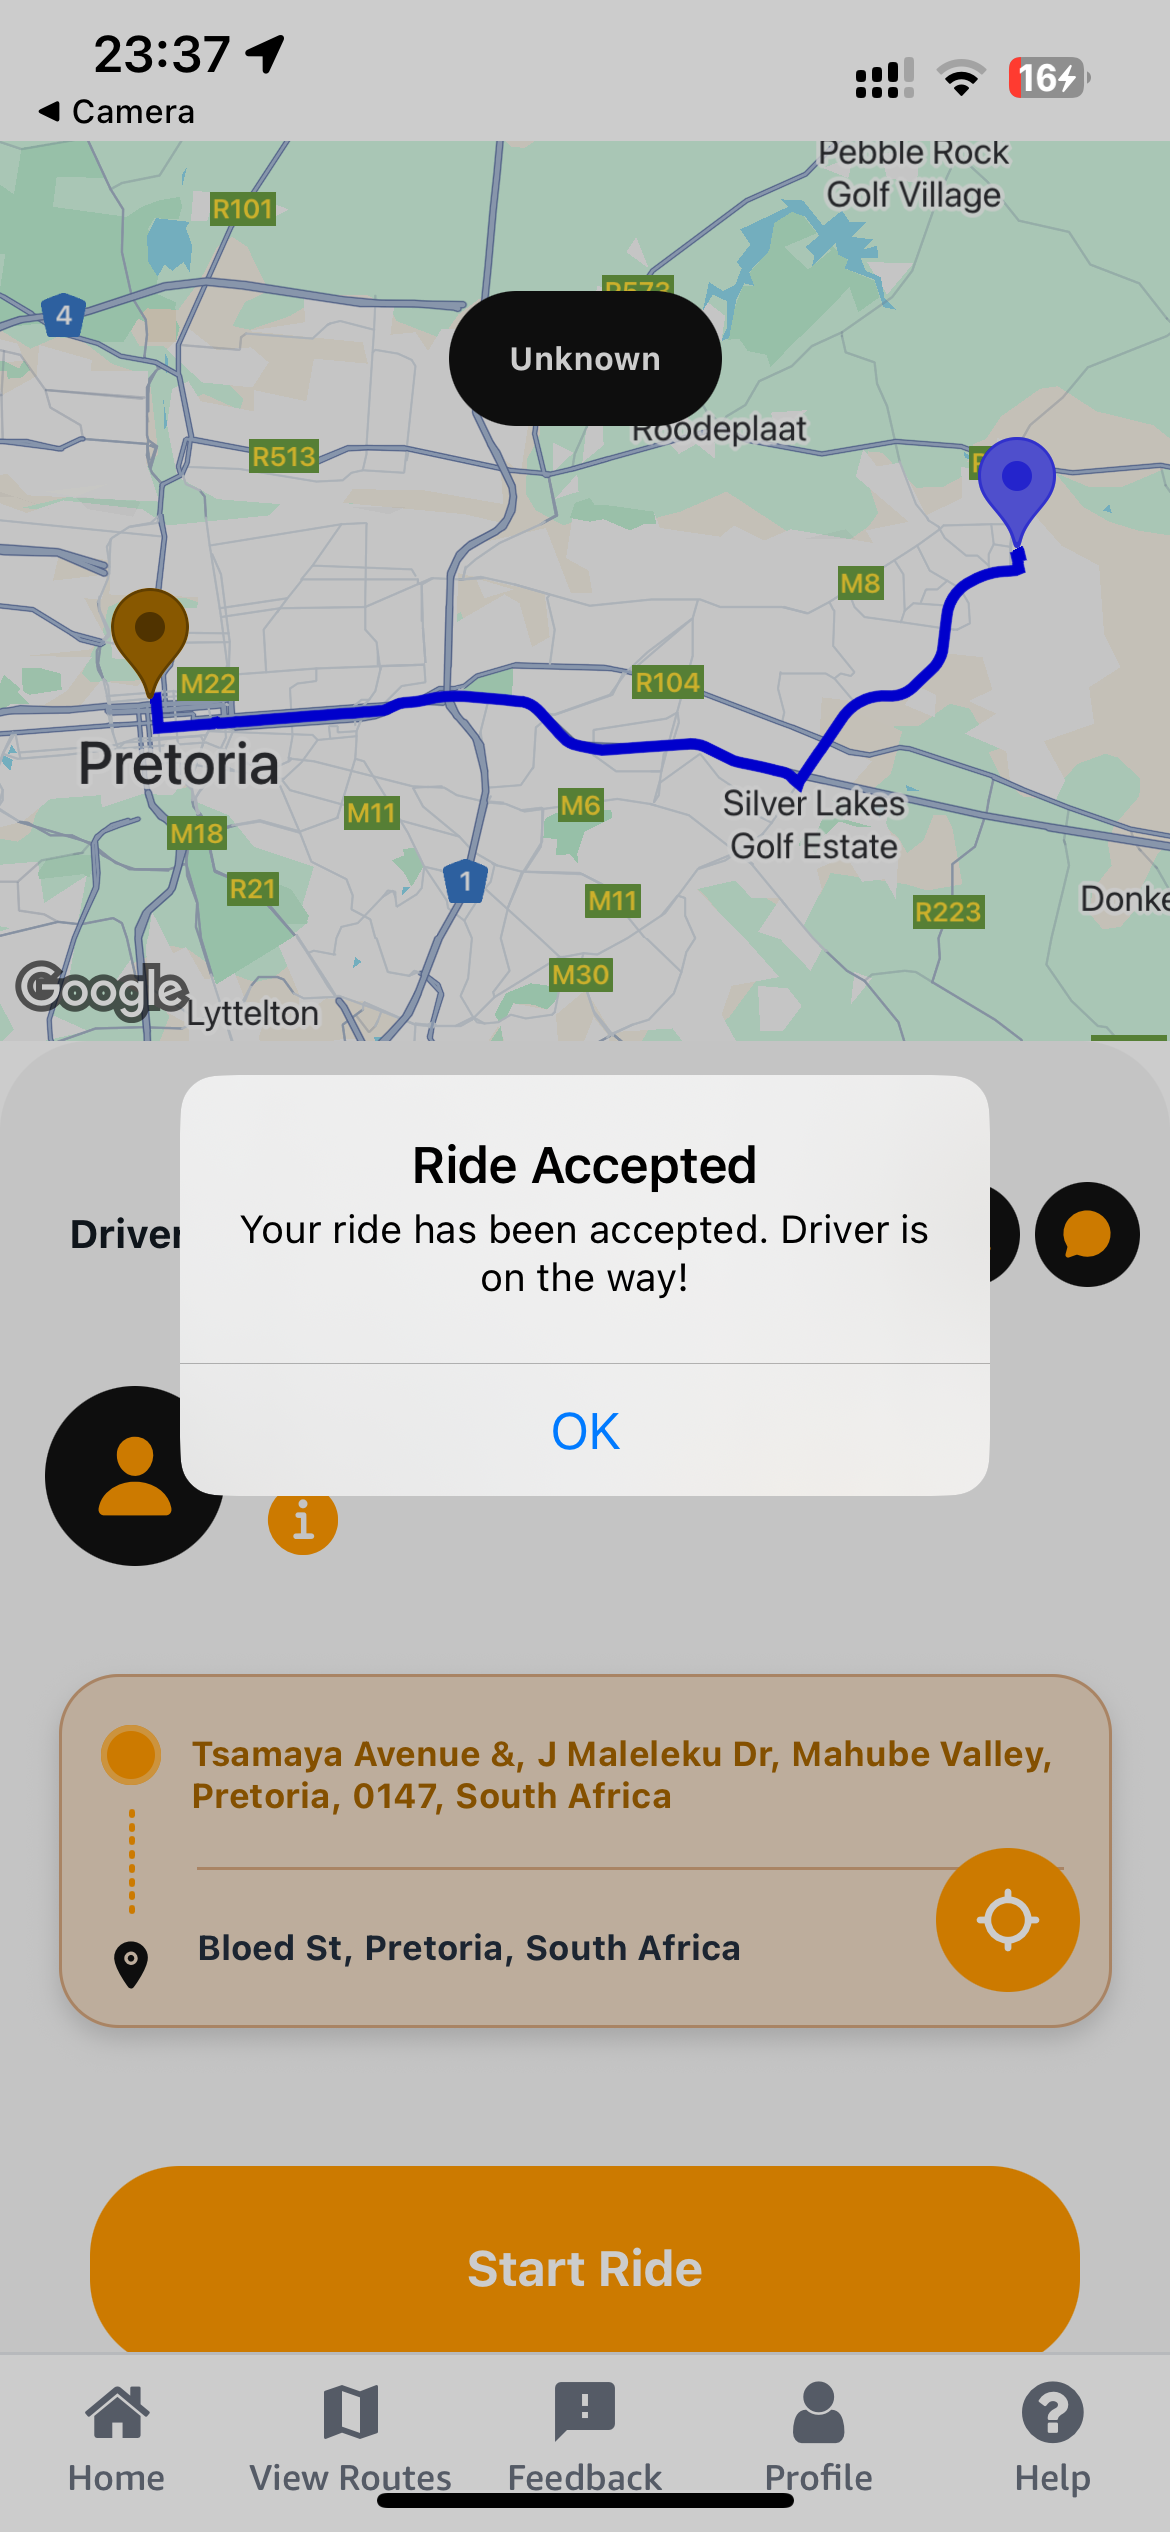 23:37
16
Camera
Pebble Rock
Golf Village
R101
R573
4
Unknown
Roodeplaat
R513
M8
M22
R104
Pretoria
M11
M6
Silver Lakes
Golf Estate
M18
R21
1
M11
R223
Donke
M30
Google
Lyttelton
Ride Accepted
Your ride has been accepted. Driver is
on the way!
Driver
OK
Tsamaya Avenue &, J Maleleku Dr, Mahube Valley,
Pretoria, 0147, South Africa
Bloed St, Pretoria, South Africa
Start Ride
Home
View Routes
Feedback
Profile
Help